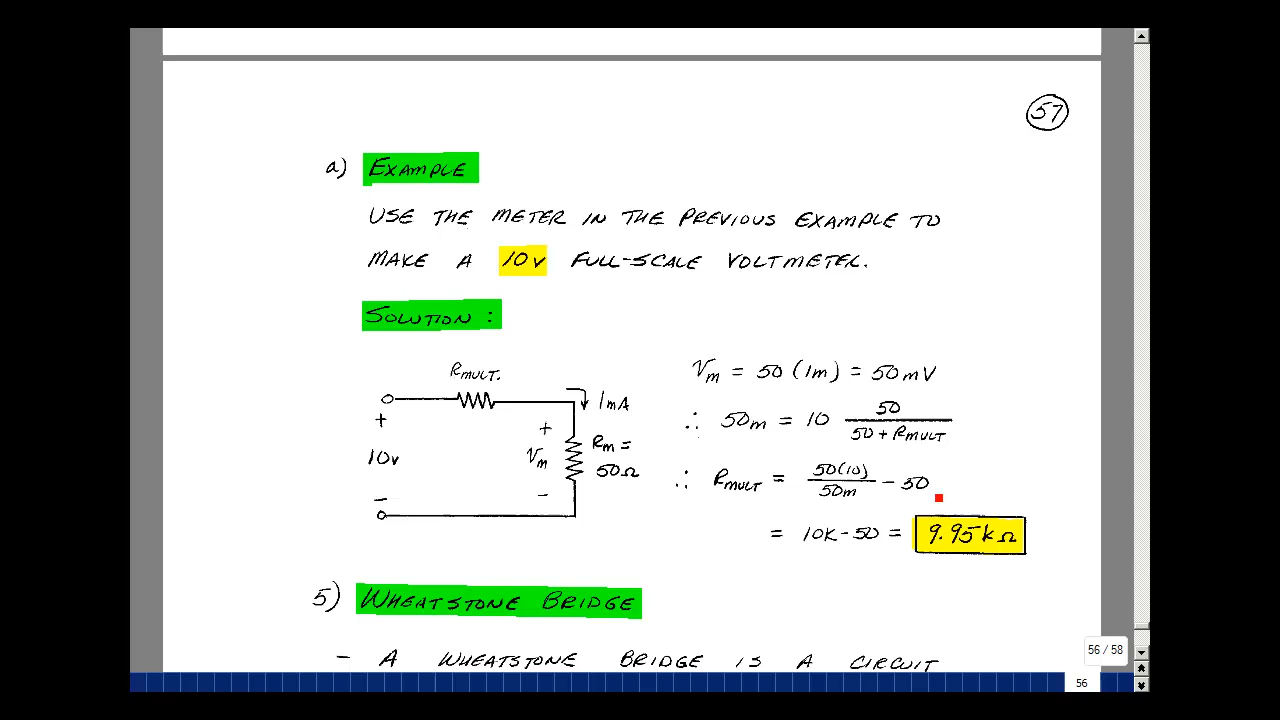 57
a) EXAMPLE
USE THE METER IN THE PREVIOUS EXAMPLE TO
MAKE A 10V FULL-SCALE VOLTMETER.
SOLUTION :
RMULT.
1mA
+
10V
−
+
Vm
−
Rm =
50Ω
Vm = 50 (1m) = 50mV
∴ 50m = 10 50 / (50 + RMULT)
∴ RMULT = 50(10) / 50m − 50
= 10K − 50 = 9.95kΩ
5) WHEATSTONE BRIDGE
− A WHEATSTONE BRIDGE IS A CIRCUIT
56 / 58
56